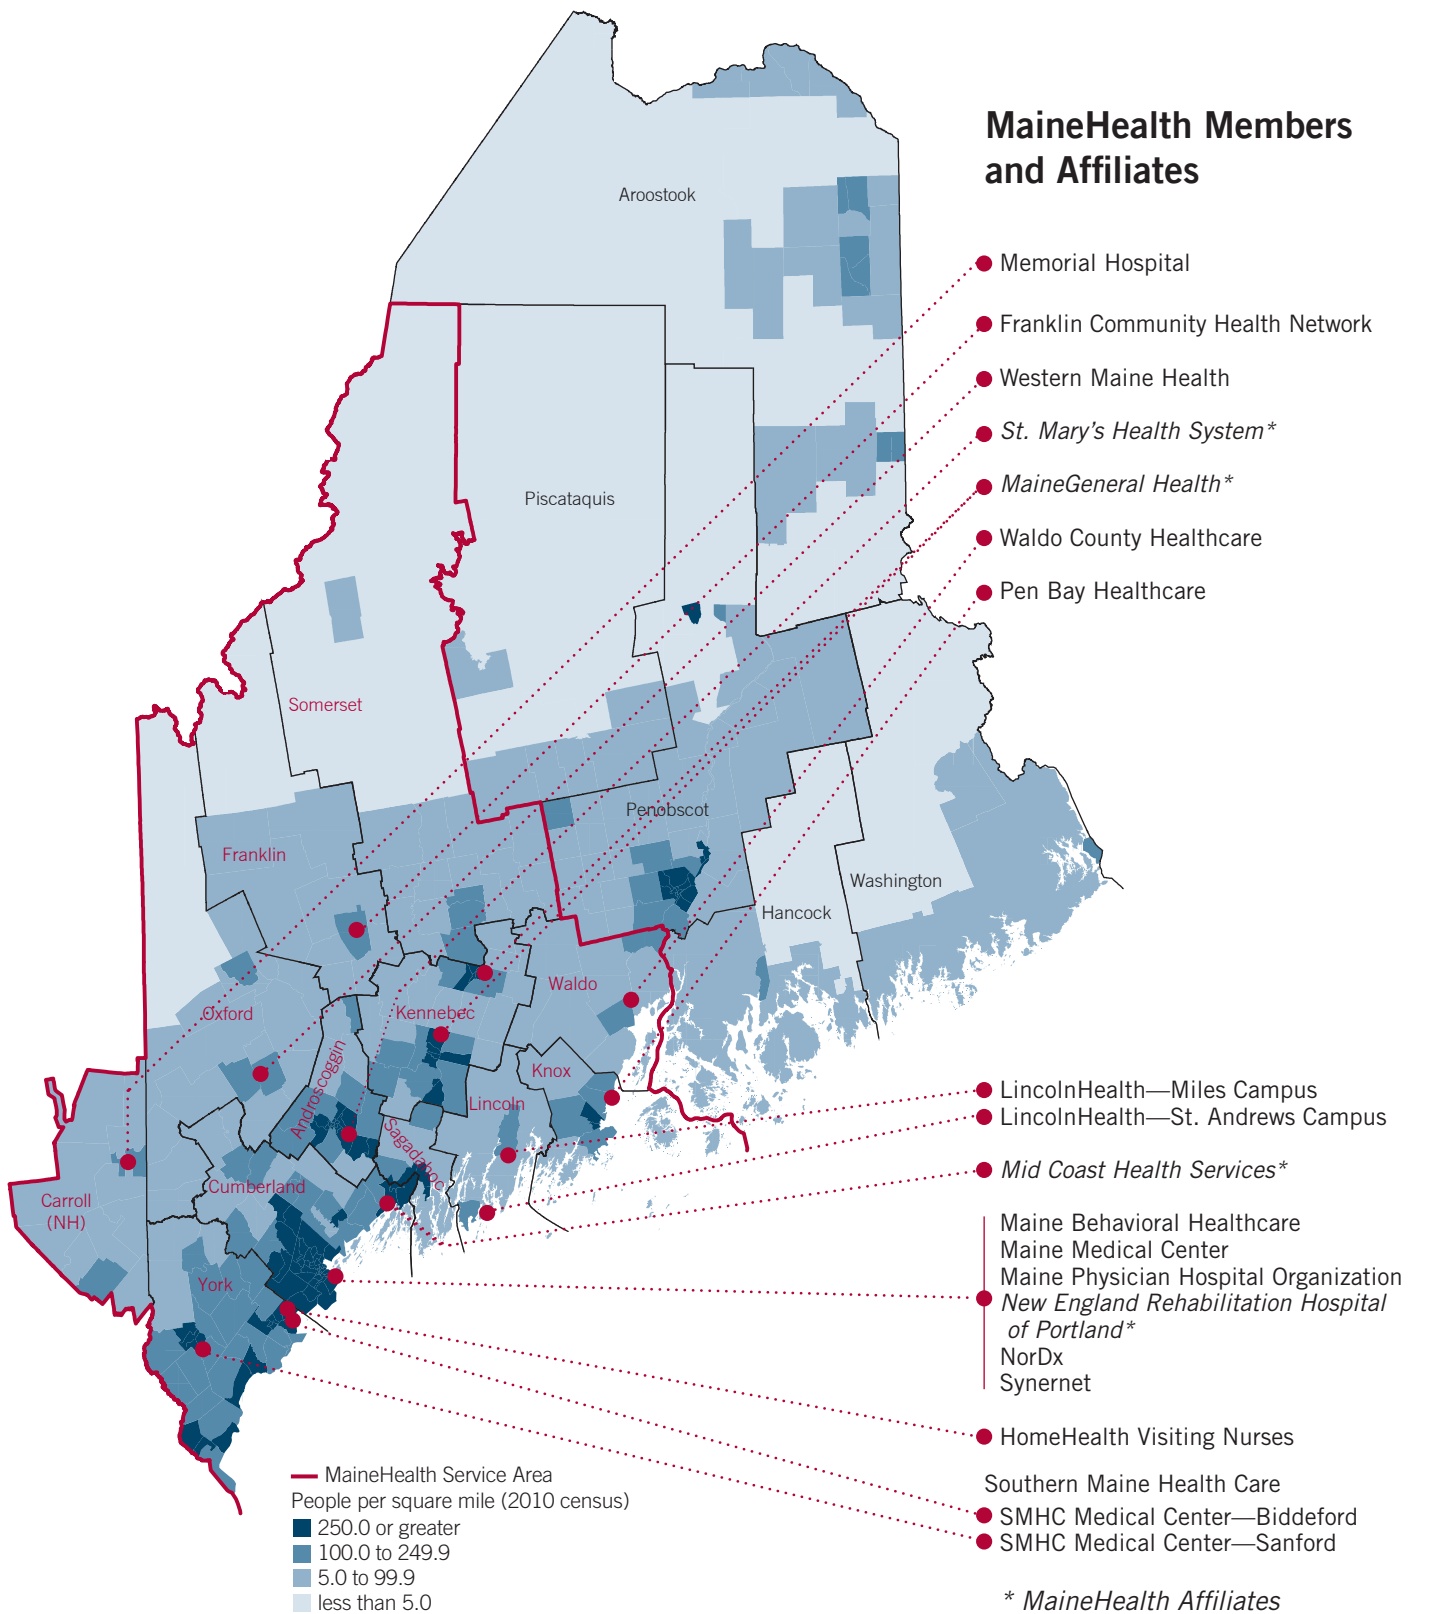 MaineHealth Members
and Affiliates
Aroostook
Memorial Hospital
Franklin Community Health Network
Western Maine Health
St. Mary’s Health System*
MaineGeneral Health*
Waldo County Healthcare
Pen Bay Healthcare
Piscataquis
Somerset
Penobscot
Franklin
Washington
Hancock
Waldo
Oxford
Kennebec
Androscoggin
Knox
Lincoln
Sagadahoc
Cumberland
Carroll
(NH)
York
LincolnHealth—Miles Campus
LincolnHealth—St. Andrews Campus
Mid Coast Health Services*
Maine Behavioral Healthcare
Maine Medical Center
Maine Physician Hospital Organization
New England Rehabilitation Hospital
of Portland*
NorDx
Synernet
HomeHealth Visiting Nurses
Southern Maine Health Care
SMHC Medical Center—Biddeford
SMHC Medical Center—Sanford
* MaineHealth Affiliates
MaineHealth Service Area
People per square mile (2010 census)
250.0 or greater
100.0 to 249.9
5.0 to 99.9
less than 5.0